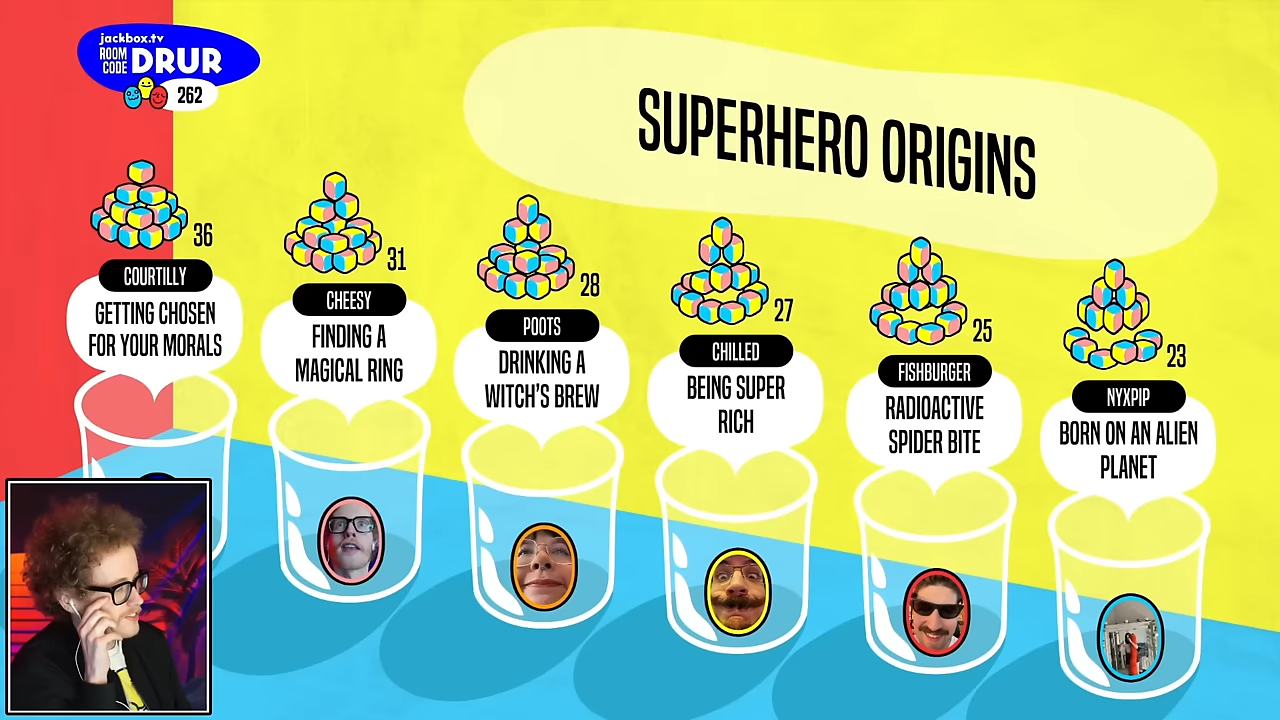 jackbox.tv
ROOM
CODE
DRUR
262
SUPERHERO ORIGINS
36
COURTILLY
GETTING CHOSEN
FOR YOUR MORALS
31
CHEESY
FINDING A
MAGICAL RING
28
POOTS
DRINKING A
WITCH'S BREW
27
CHILLED
BEING SUPER
RICH
25
FISHBURGER
RADIOACTIVE
SPIDER BITE
23
NYXPIP
BORN ON AN ALIEN
PLANET